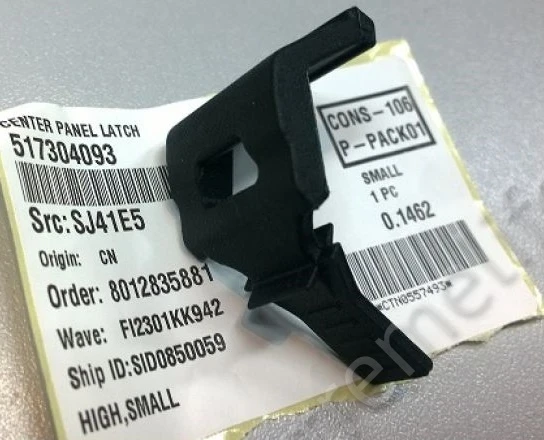 CENTER PANEL LATCH
517304093
Src: SJ41E5
Origin: CN
Order: 8012835881
Wave: FI2301KK942
Ship ID:SID0850059
HIGH,SMALL
CONS-106
P-PACK01
SMALL
1 PC
0.1462
*CTN0557493*